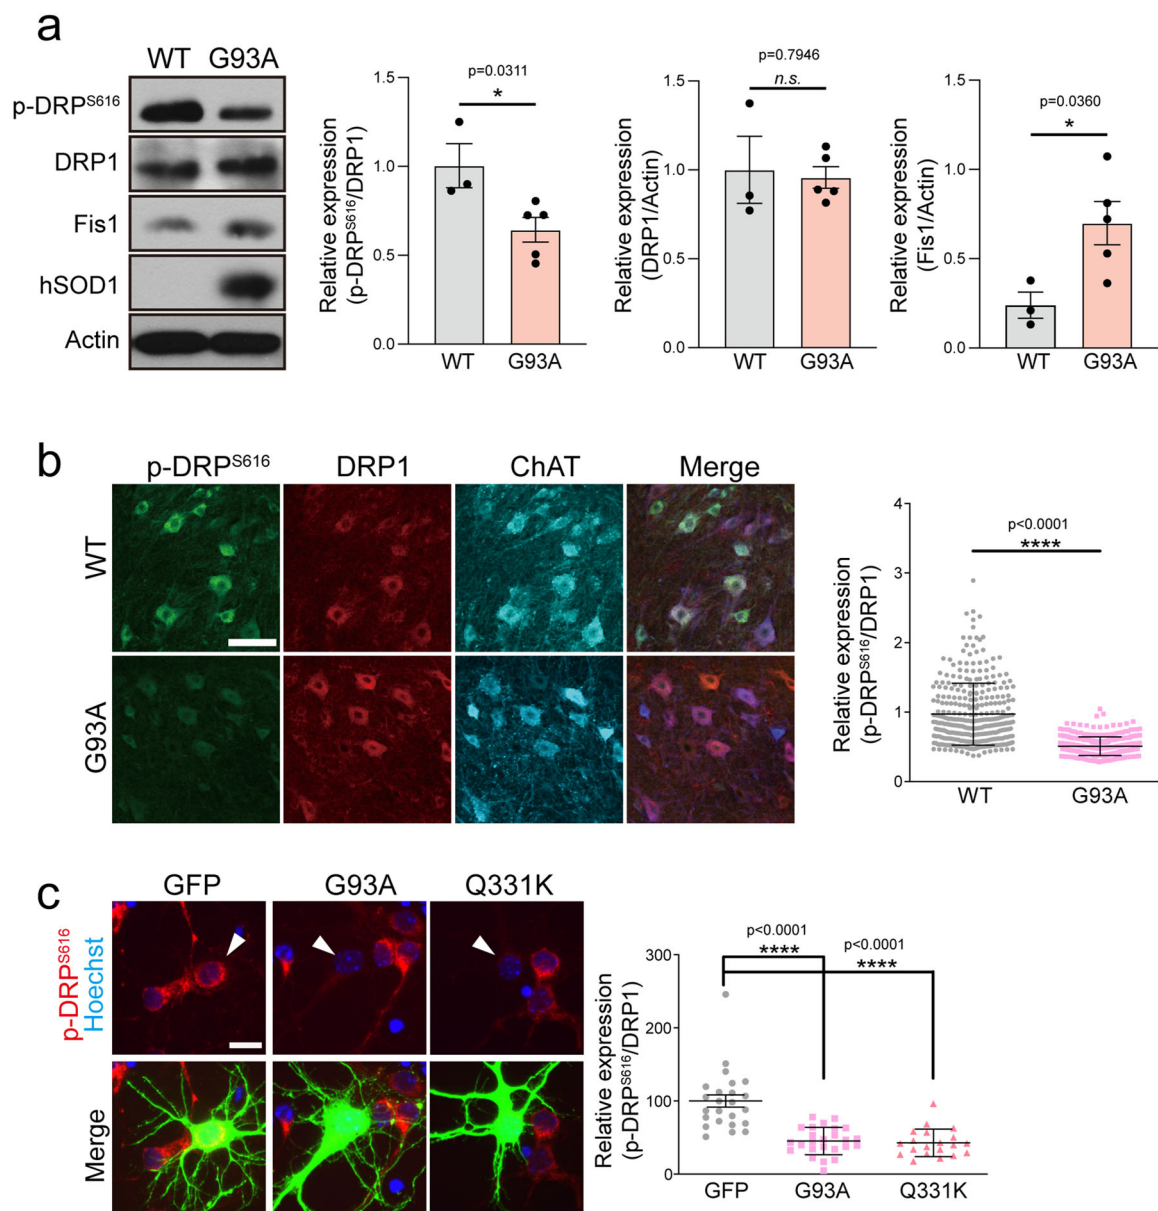 a
WT G93A
p-DRP^S616
DRP1
Fis1
hSOD1
Actin
Relative expression
(p-DRP^S616/DRP1)
p=0.0311
*
1.5
1.0
0.5
0.0
WT G93A
Relative expression
(DRP1/Actin)
p=0.7946
n.s.
1.5
1.0
0.5
0.0
WT G93A
Relative expression
(Fis1/Actin)
p=0.0360
*
1.5
1.0
0.5
0.0
WT G93A
b
p-DRP^S616 DRP1 ChAT Merge
WT
G93A
Relative expression
(p-DRP^S616/DRP1)
p<0.0001
****
4
3
2
1
0
WT G93A
c
GFP G93A Q331K
p-DRP^S616
Hoechst
Merge
Relative expression
(p-DRP^S616/DRP1)
p<0.0001
****
p<0.0001
****
300
200
100
0
GFP G93A Q331K